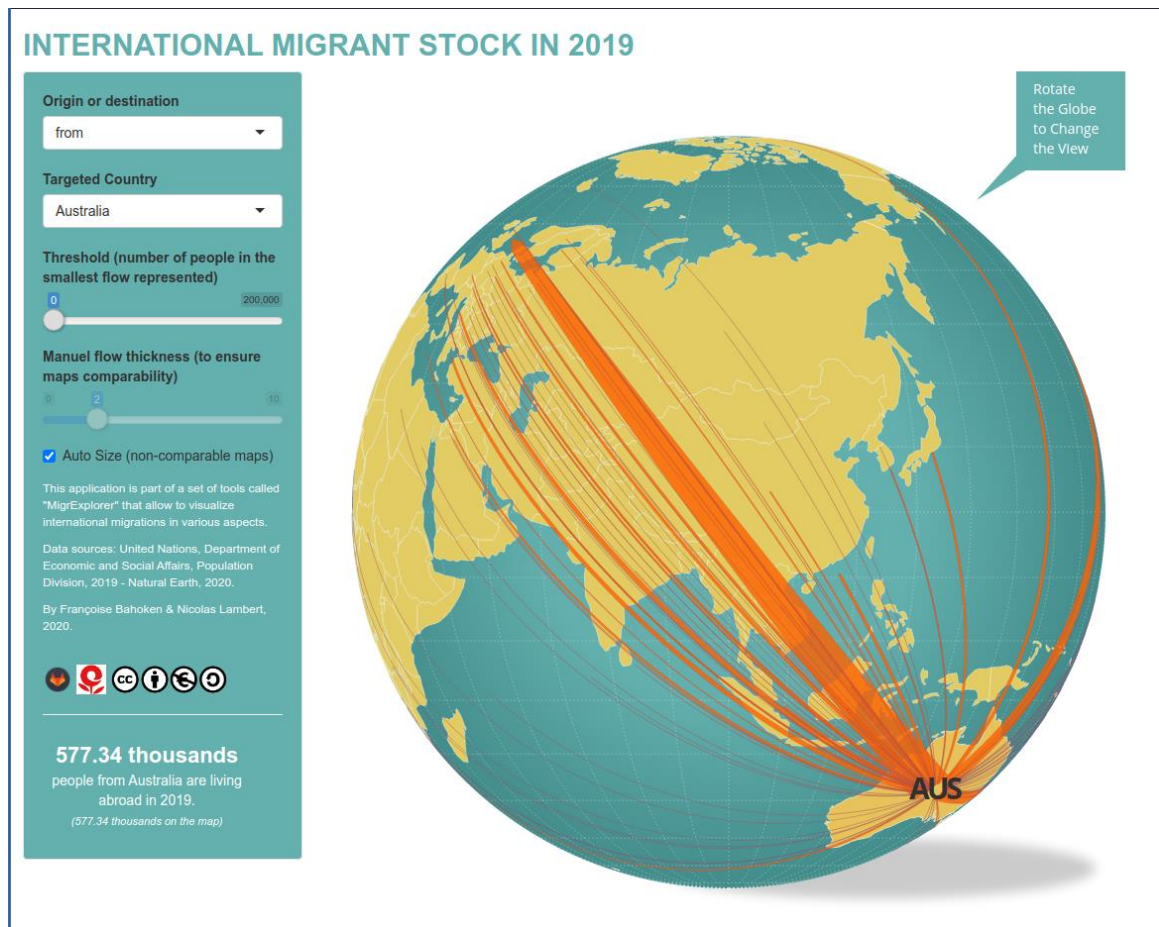 INTERNATIONAL MIGRANT STOCK IN 2019
Origin or destination
from
Targeted Country
Australia
Threshold (number of people in the
smallest flow represented)
0
200,000
Manuel flow thickness (to ensure
maps comparability)
0
2
10
Auto Size (non-comparable maps)
This application is part of a set of tools called
"MigrExplorer" that allow to visualize
international migrations in various aspects.
Data sources: United Nations, Department of
Economic and Social Affairs, Population
Division, 2019 - Natural Earth, 2020.
By Françoise Bahoken & Nicolas Lambert,
2020.
cc
577.34 thousands
people from Australia are living
abroad in 2019.
(577.34 thousands on the map)
Rotate
the Globe
to Change
the View
AUS